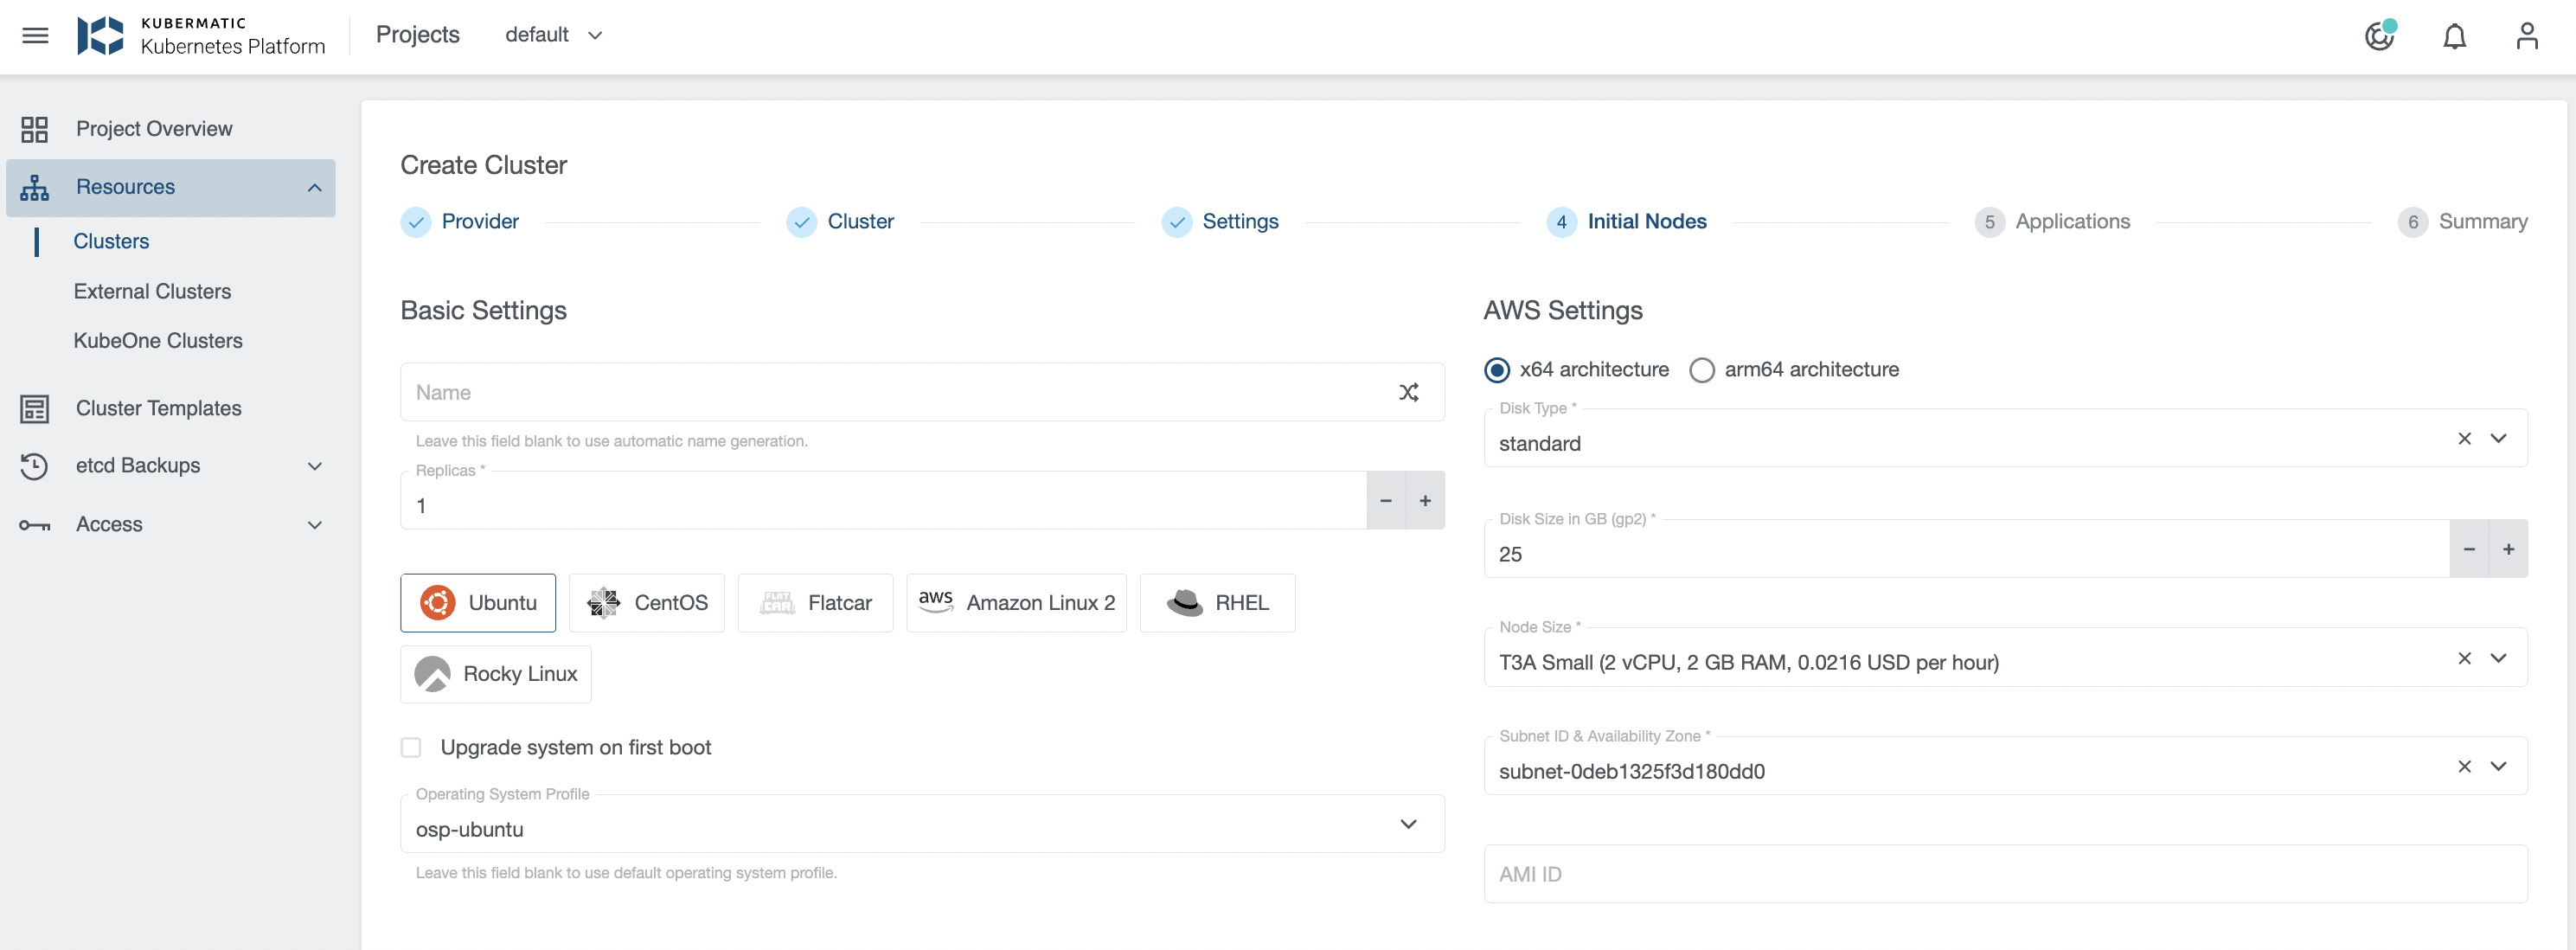 KUBERMATIC
Kubernetes Platform
Projects
default
Project Overview
Resources
Clusters
External Clusters
KubeOne Clusters
Cluster Templates
etcd Backups
Access
Create Cluster
Provider
Cluster
Settings
4 Initial Nodes
5 Applications
6 Summary
Basic Settings
Name
Leave this field blank to use automatic name generation.
Replicas *
1
Ubuntu
CentOS
FLAT CAR Flatcar
aws Amazon Linux 2
RHEL
Rocky Linux
Upgrade system on first boot
Operating System Profile
osp-ubuntu
Leave this field blank to use default operating system profile.
AWS Settings
x64 architecture
arm64 architecture
Disk Type *
standard
Disk Size in GB (gp2) *
25
Node Size *
T3A Small (2 vCPU, 2 GB RAM, 0.0216 USD per hour)
Subnet ID & Availability Zone *
subnet-0deb1325f3d180dd0
AMI ID